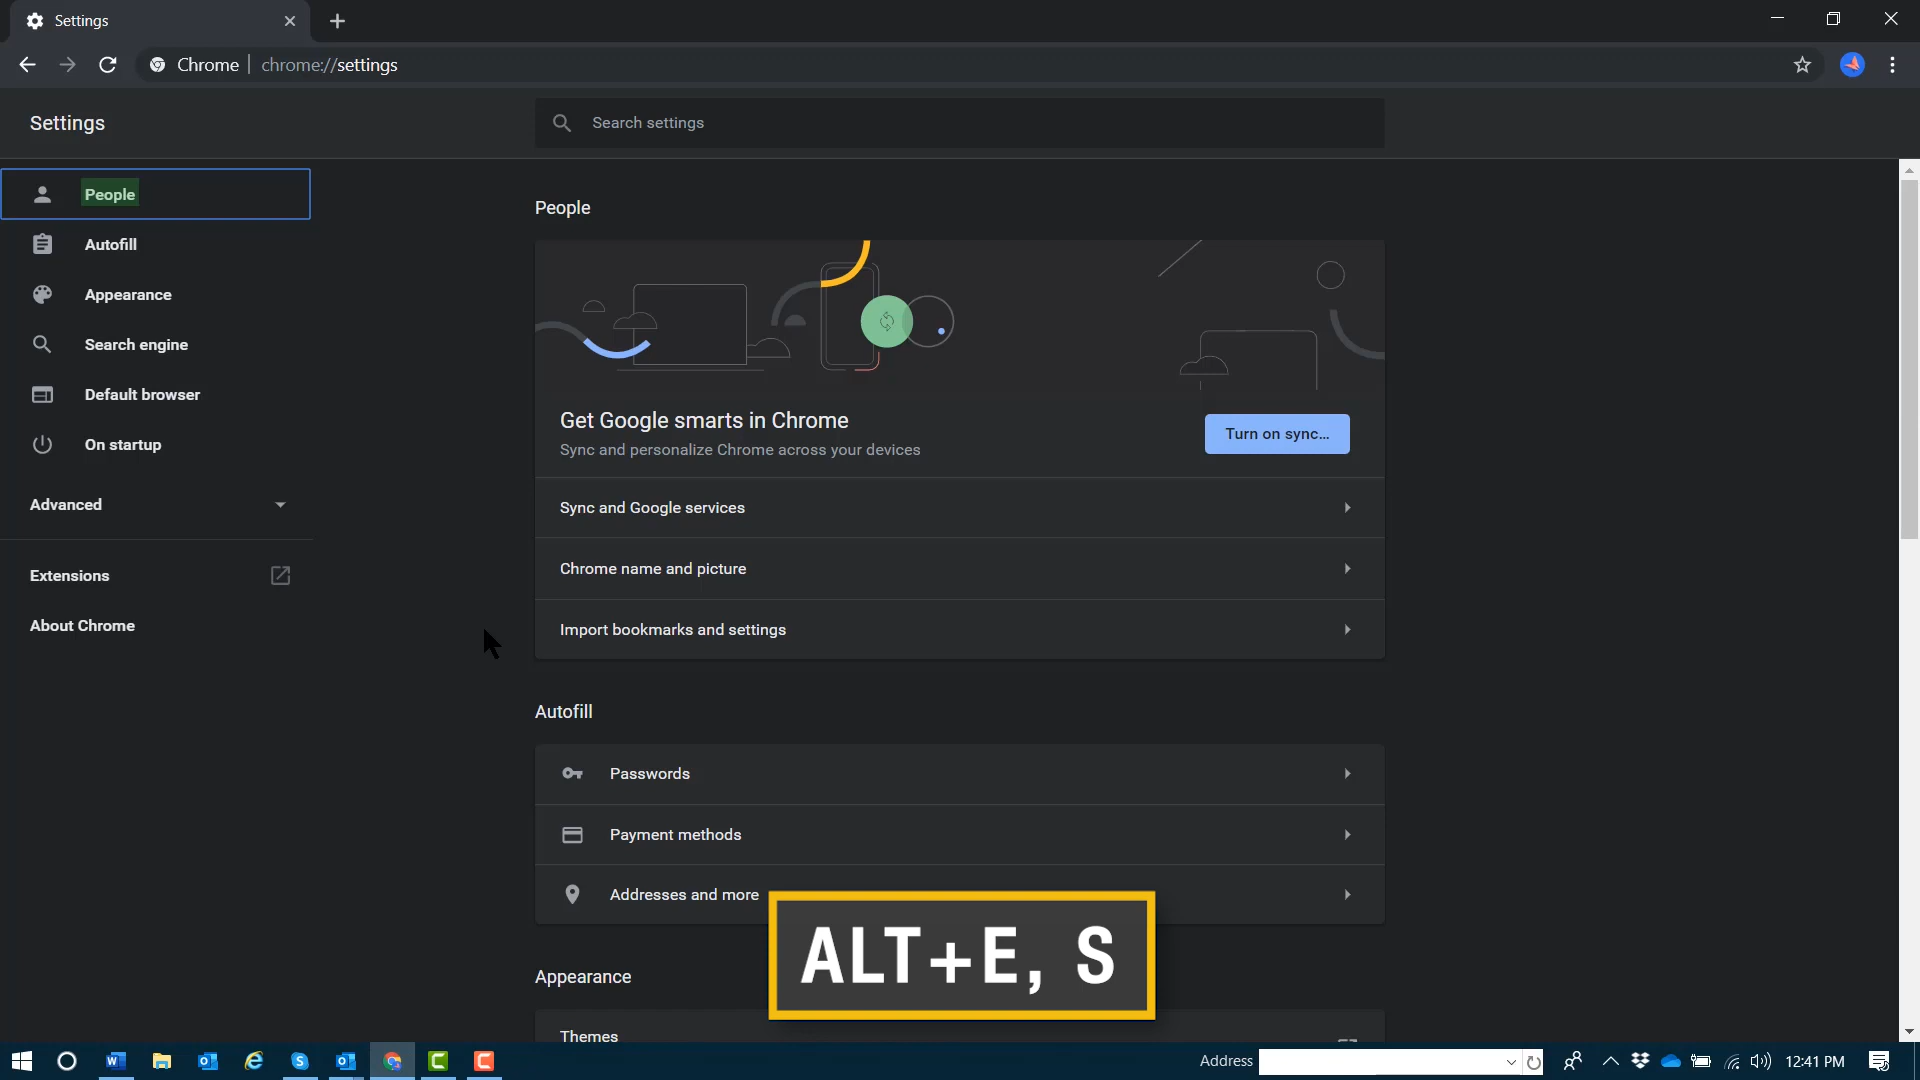 Settings
Chrome
chrome://settings
Settings
Search settings
People
Autofill
Appearance
Search engine
Default browser
On startup
Advanced
Extensions
About Chrome
People
Get Google smarts in Chrome
Sync and personalize Chrome across your devices
Turn on sync...
Sync and Google services
Chrome name and picture
Import bookmarks and settings
Autofill
Passwords
Payment methods
Addresses and more
Appearance
Themes
ALT+E, S
Address
12:41 PM